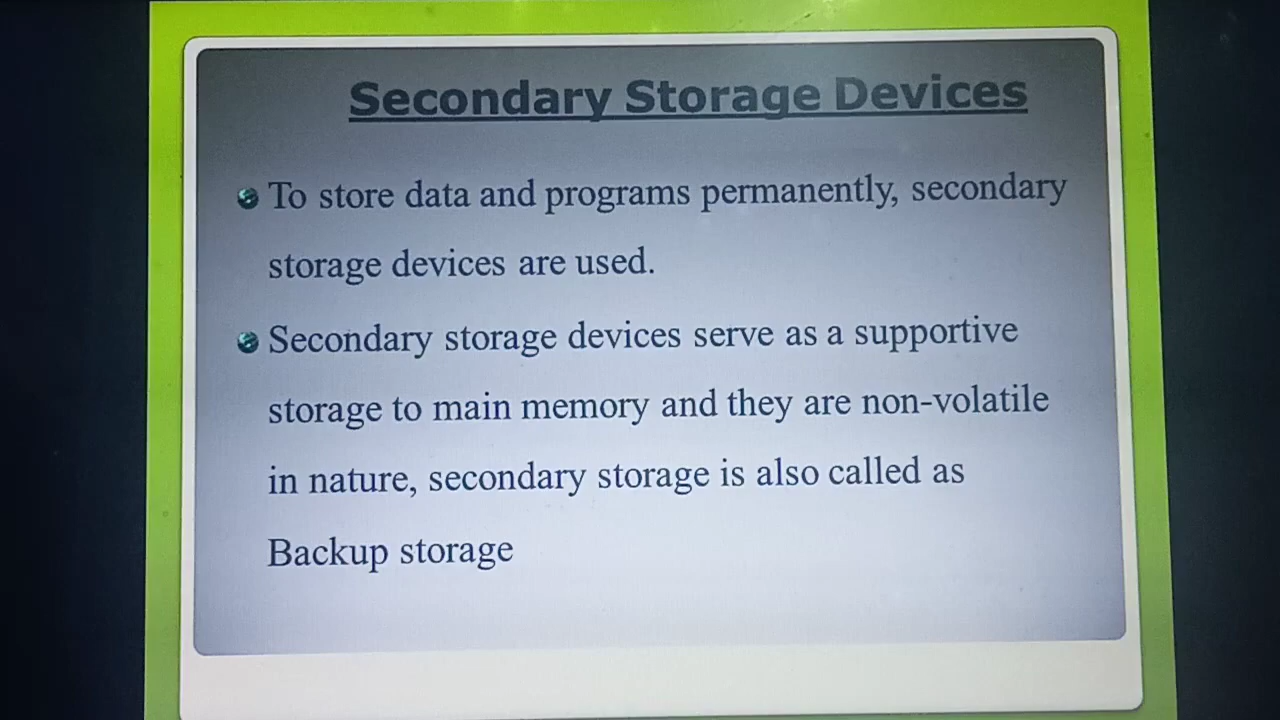 Secondary Storage Devices
To store data and programs permanently, secondary
storage devices are used.
Secondary storage devices serve as a supportive
storage to main memory and they are non-volatile
in nature, secondary storage is also called as
Backup storage